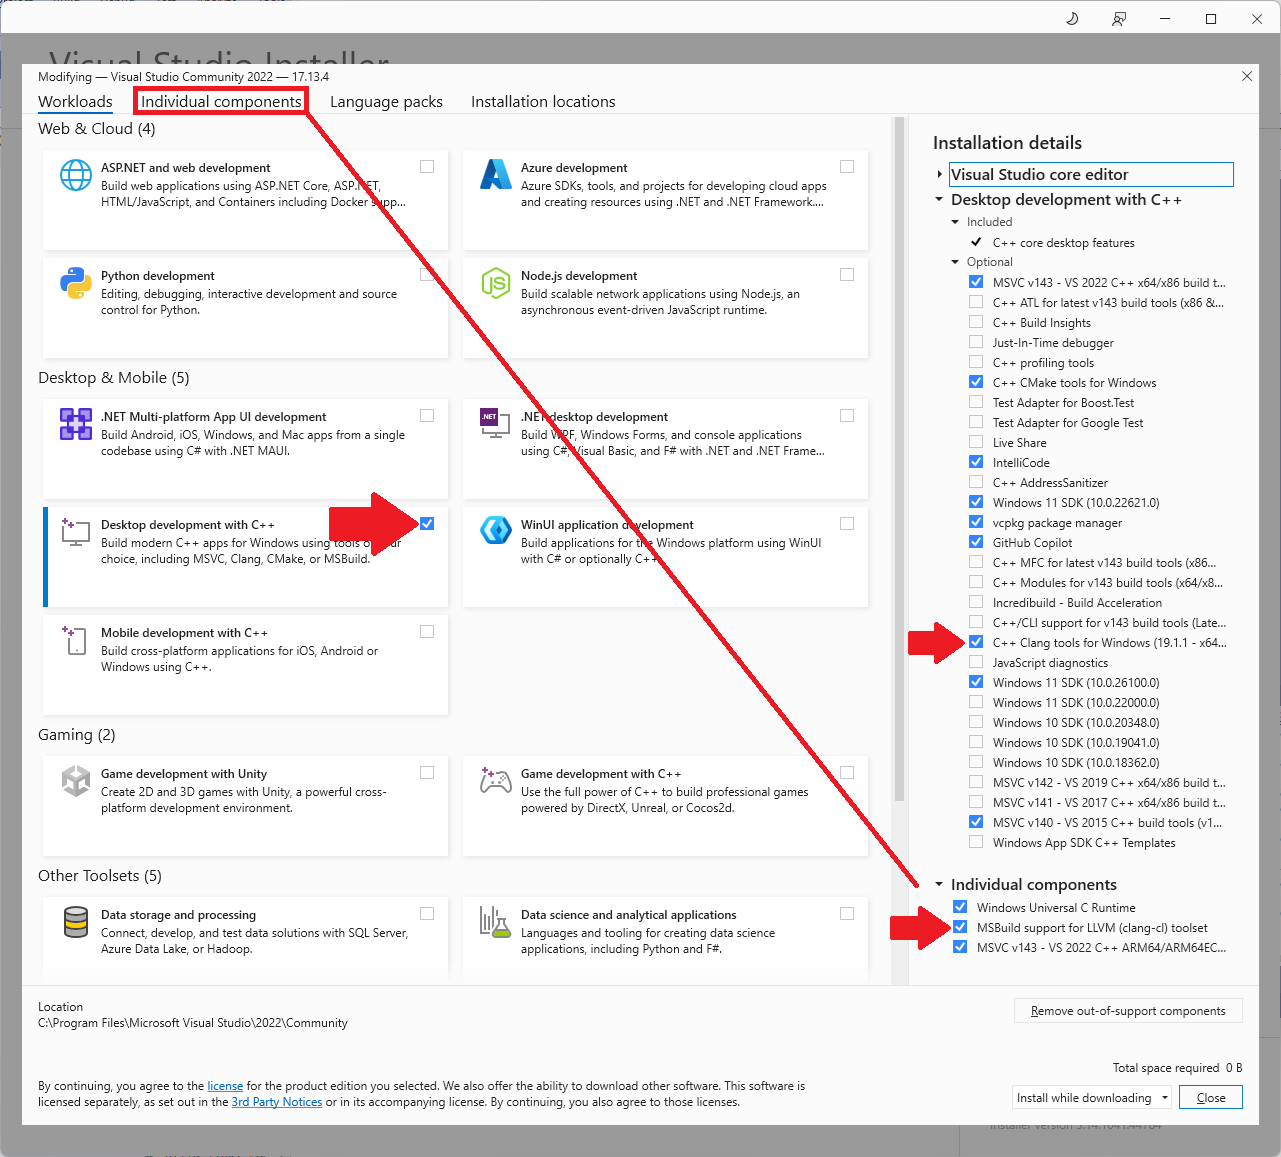 Visual Studio Installer
Modifying — Visual Studio Community 2022 — 17.13.4
Workloads
Individual components
Language packs
Installation locations
Web & Cloud (4)
ASP.NET and web development
Build web applications using ASP.NET Core, ASP.NET,
HTML/JavaScript, and Containers including Docker supp...
Azure development
Azure SDKs, tools, and projects for developing cloud apps
and creating resources using .NET and .NET Framework....
Python development
Editing, debugging, interactive development and source
control for Python.
Node.js development
Build scalable network applications using Node.js, an
asynchronous event-driven JavaScript runtime.
Desktop & Mobile (5)
.NET Multi-platform App UI development
Build Android, iOS, Windows, and Mac apps from a single
codebase using C# with .NET MAUI.
.NET
.NET desktop development
Build WPF, Windows Forms, and console applications
using C#, Visual Basic, and F# with .NET and .NET Frame...
Desktop development with C++
Build modern C++ apps for Windows using tools of your
choice, including MSVC, Clang, CMake, or MSBuild.
WinUI application development
Build applications for the Windows platform using WinUI
with C# or optionally C++.
Mobile development with C++
Build cross-platform applications for iOS, Android or
Windows using C++.
Gaming (2)
Game development with Unity
Create 2D and 3D games with Unity, a powerful cross-
platform development environment.
Game development with C++
Use the full power of C++ to build professional games
powered by DirectX, Unreal, or Cocos2d.
Other Toolsets (5)
Data storage and processing
Connect, develop, and test data solutions with SQL Server,
Azure Data Lake, or Hadoop.
Data science and analytical applications
Languages and tooling for creating data science
applications, including Python and F#.
Installation details
Visual Studio core editor
Desktop development with C++
Included
C++ core desktop features
Optional
MSVC v143 - VS 2022 C++ x64/x86 build t...
C++ ATL for latest v143 build tools (x86 &...
C++ Build Insights
Just-In-Time debugger
C++ profiling tools
C++ CMake tools for Windows
Test Adapter for Boost.Test
Test Adapter for Google Test
Live Share
IntelliCode
C++ AddressSanitizer
Windows 11 SDK (10.0.22621.0)
vcpkg package manager
GitHub Copilot
C++ MFC for latest v143 build tools (x86...
C++ Modules for v143 build tools (x64/x8...
Incredibuild - Build Acceleration
C++/CLI support for v143 build tools (Late...
C++ Clang tools for Windows (19.1.1 - x64...
JavaScript diagnostics
Windows 11 SDK (10.0.26100.0)
Windows 11 SDK (10.0.22000.0)
Windows 10 SDK (10.0.20348.0)
Windows 10 SDK (10.0.19041.0)
Windows 10 SDK (10.0.18362.0)
MSVC v142 - VS 2019 C++ x64/x86 build t...
MSVC v141 - VS 2017 C++ x64/x86 build t...
MSVC v140 - VS 2015 C++ build tools (v1...
Windows App SDK C++ Templates
Individual components
Windows Universal C Runtime
MSBuild support for LLVM (clang-cl) toolset
MSVC v143 - VS 2022 C++ ARM64/ARM64EC...
Location
C:\Program Files\Microsoft Visual Studio\2022\Community
Remove out-of-support components
Total space required 0 B
By continuing, you agree to the license for the product edition you selected. We also offer the ability to download other software. This software is
licensed separately, as set out in the 3rd Party Notices or in its accompanying license. By continuing, you also agree to those licenses.
Install while downloading
Close